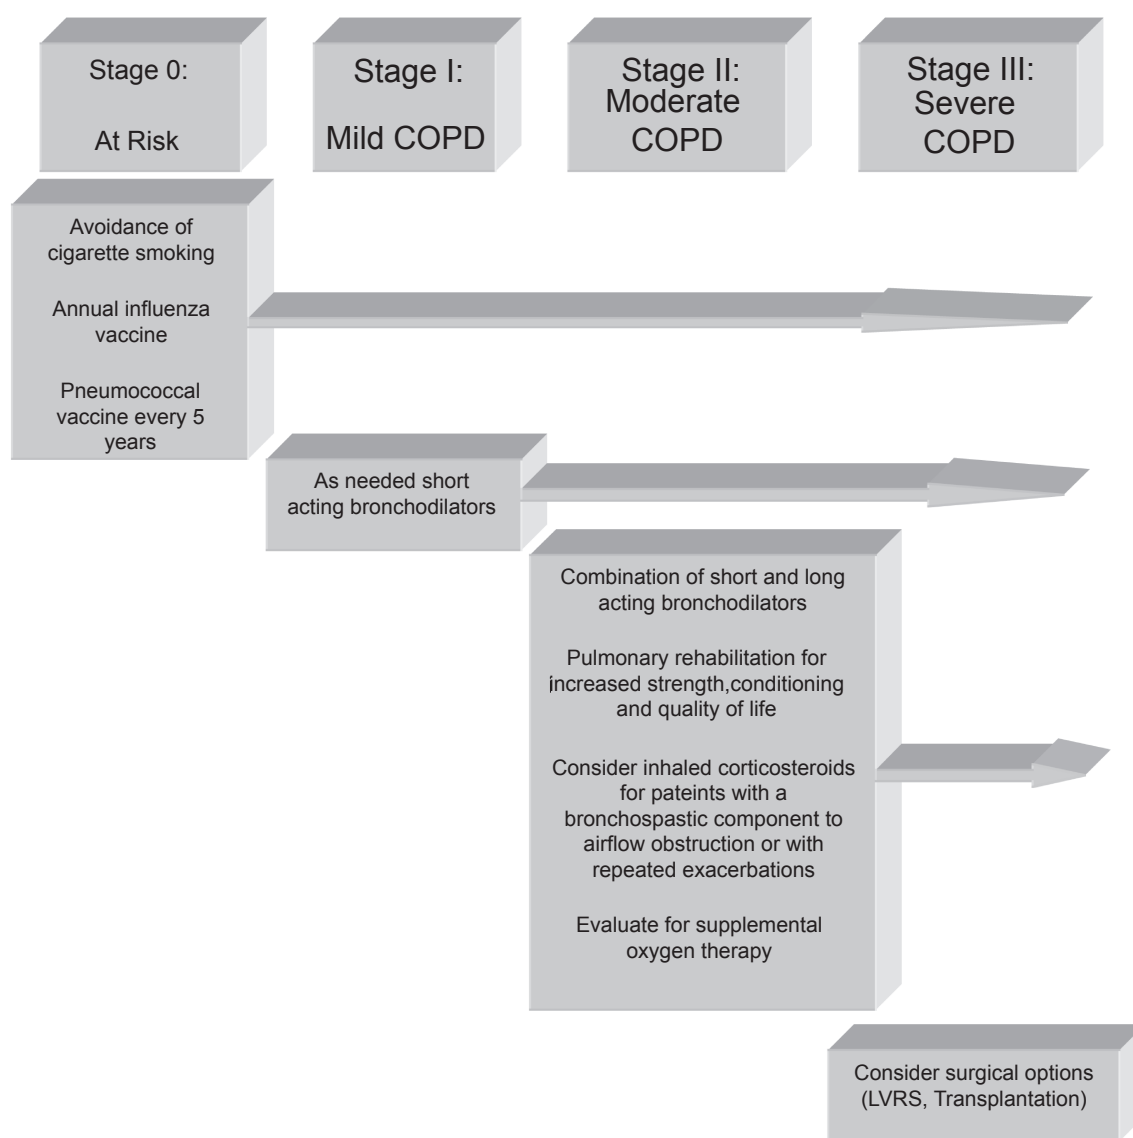 Stage 0:
At Risk
Stage I:
Mild COPD
Stage II:
Moderate
COPD
Stage III:
Severe
COPD
Avoidance of
cigarette smoking
Annual influenza
vaccine
Pneumococcal
vaccine every 5
years
As needed short
acting bronchodilators
Combination of short and long
acting bronchodilators
Pulmonary rehabilitation for
increased strength,conditioning
and quality of life
Consider inhaled corticosteroids
for pateints with a
bronchospastic component to
airflow obstruction or with
repeated exacerbations
Evaluate for supplemental
oxygen therapy
Consider surgical options
(LVRS, Transplantation)